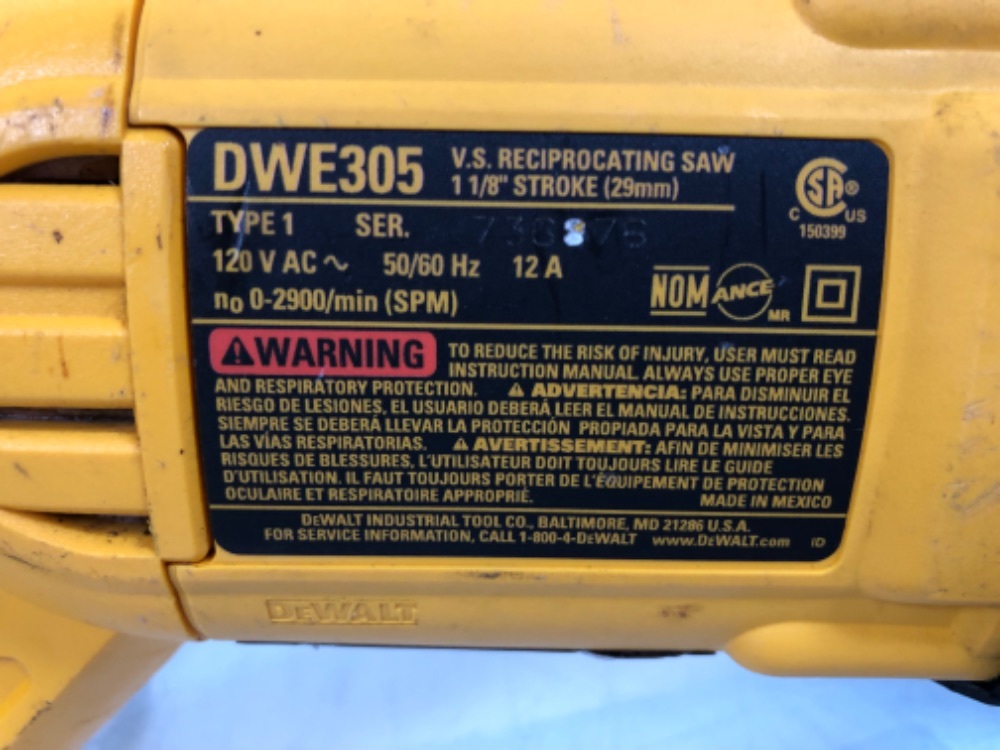 DWE305 V.S. RECIPROCATING SAW
1 1/8" STROKE (29mm)
TYPE 1 SER.
120 V AC ~ 50/60 Hz 12 A
n0 0-2900/min (SPM)
SA®
C US
150399
NOM ANCE MR
WARNING TO REDUCE THE RISK OF INJURY, USER MUST READ
INSTRUCTION MANUAL. ALWAYS USE PROPER EYE
AND RESPIRATORY PROTECTION. ADVERTENCIA: PARA DISMINUIR EL
RIESGO DE LESIONES, EL USUARIO DEBERÁ LEER EL MANUAL DE INSTRUCCIONES.
SIEMPRE SE DEBERÁ LLEVAR LA PROTECCIÓN PROPIADA PARA LA VISTA Y PARA
LAS VÍAS RESPIRATORIAS. AVERTISSEMENT: AFIN DE MINIMISER LES
RISQUES DE BLESSURES, L'UTILISATEUR DOIT TOUJOURS LIRE LE GUIDE
D'UTILISATION. IL FAUT TOUJOURS PORTER DE L'ÉQUIPEMENT DE PROTECTION
OCULAIRE ET RESPIRATOIRE APPROPRIÉ. MADE IN MEXICO
DEWALT INDUSTRIAL TOOL CO., BALTIMORE, MD 21286 U.S.A.
FOR SERVICE INFORMATION, CALL 1-800-4-DEWALT www.DEWALT.com ID
DEWALT